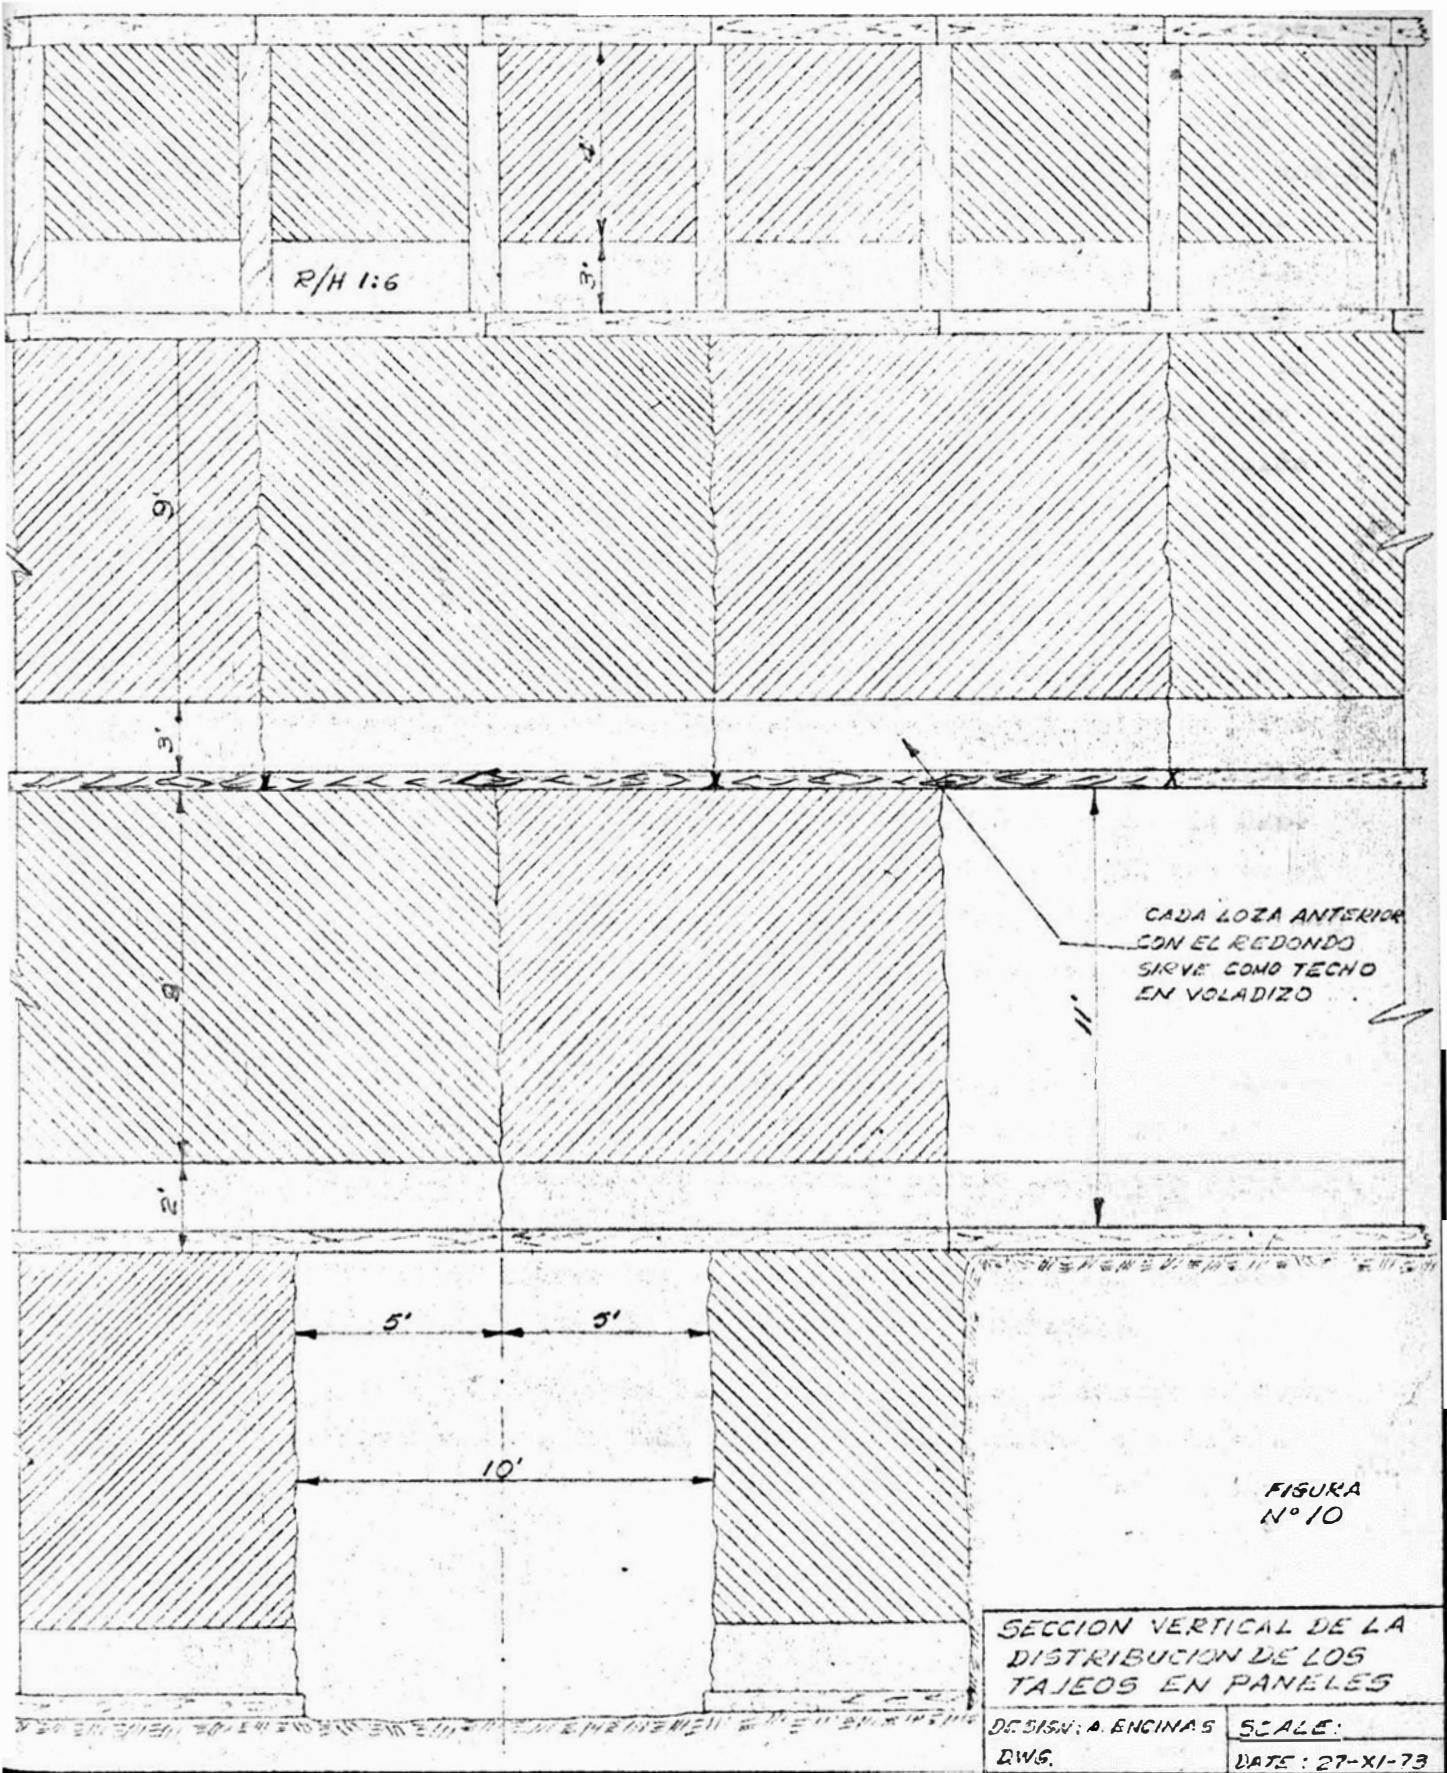 4'
R/H 1:6
3'
9'
3'
CADA LOZA ANTERIOR
CON EL REDONDO
SIRVE COMO TECHO
EN VOLADIZO
11'
2'
5' 5'
10'
FIGURA
Nº 10
SECCION VERTICAL DE LA
DISTRIBUCION DE LOS
TAJEOS EN PANELES
DESIGN: A. ENCINAS
DWG.
SCALE:
DATE: 27-XI-73